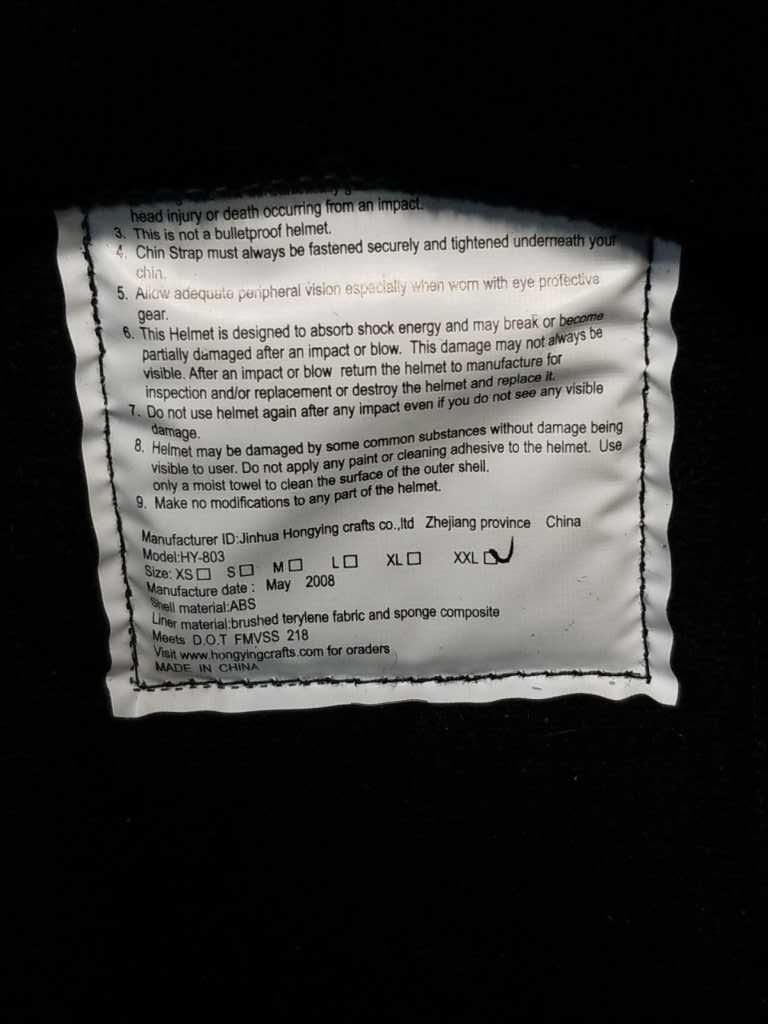 head injury or death occurring from an impact.
3. This is not a bulletproof helmet.
4. Chin Strap must always be fastened securely and tightened underneath your
chin.
5. Allow adequate peripheral vision especially when worn with eye protective
gear.
6. This Helmet is designed to absorb shock energy and may break or become
partially damaged after an impact or blow. This damage may not always be
visible. After an impact or blow return the helmet to manufacture for
inspection and/or replacement or destroy the helmet and replace it.
7. Do not use helmet again after any impact even if you do not see any visible
damage.
8. Helmet may be damaged by some common substances without damage being
visible to user. Do not apply any paint or cleaning adhesive to the helmet. Use
only a moist towel to clean the surface of the outer shell.
9. Make no modifications to any part of the helmet.
Manufacturer ID:Jinhua Hongying crafts co.,ltd Zhejiang province China
Model:HY-803
Size: XS☐ S☐ M☐ L☐ XL☐ XXL☑
Manufacture date : May 2008
Shell material:ABS
Liner material:brushed terylene fabric and sponge composite
Meets D.O.T FMVSS 218
Visit www.hongyingcrafts.com for oraders
MADE IN CHINA